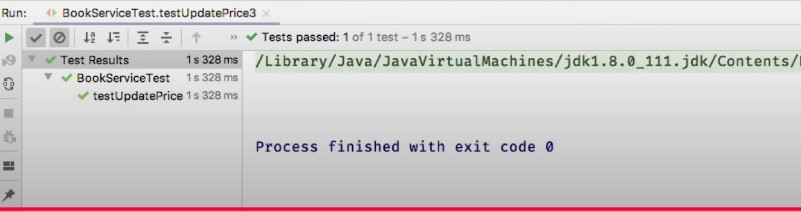 Run: BookServiceTest.testUpdatePrice3 ×
» Tests passed: 1 of 1 test – 1 s 328 ms
Test Results 1 s 328 ms
BookServiceTest 1 s 328 ms
testUpdatePrice 1 s 328 ms
/Library/Java/JavaVirtualMachines/jdk1.8.0_111.jdk/Contents/
Process finished with exit code 0